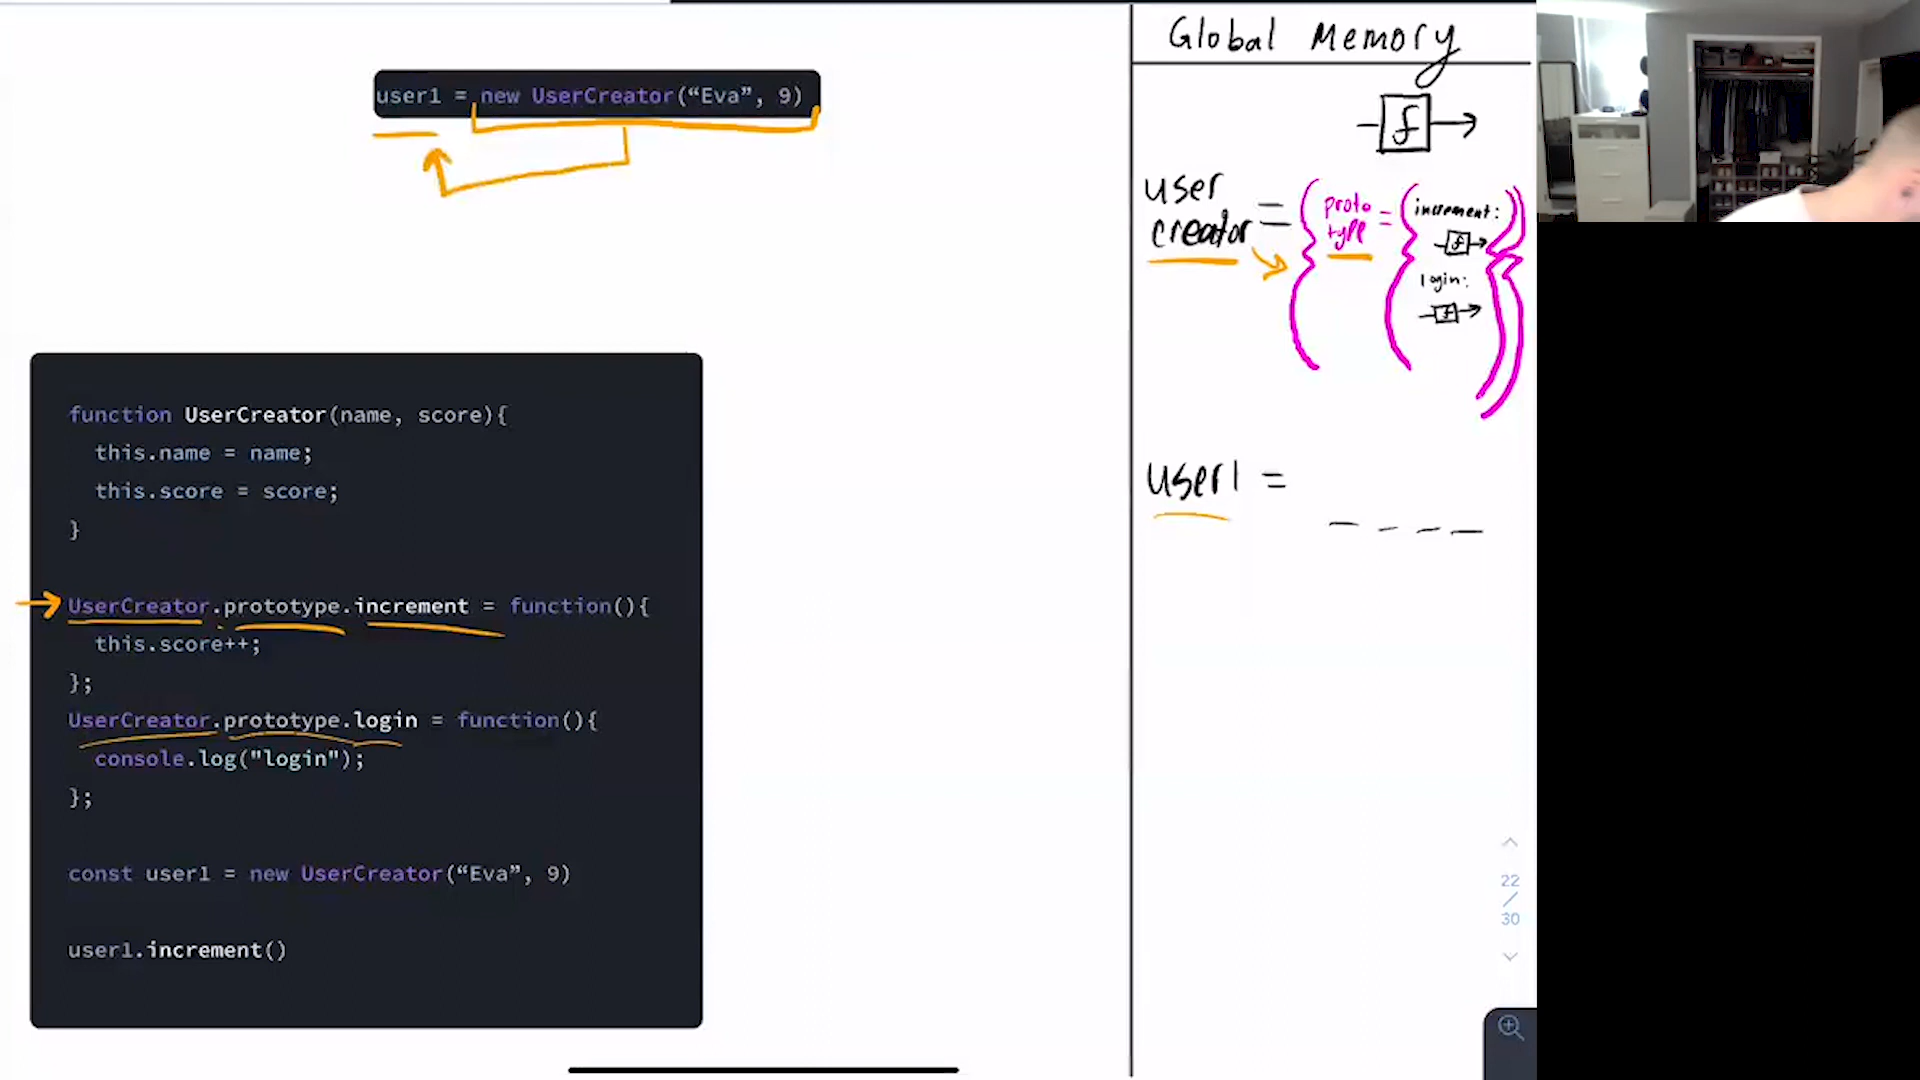 user1 = new UserCreator(“Eva”, 9)
function UserCreator(name, score){
this.name = name;
this.score = score;
}
UserCreator.prototype.increment = function(){
this.score++;
};
UserCreator.prototype.login = function(){
console.log("login");
};
const user1 = new UserCreator(“Eva”, 9)
user1.increment()
Global Memory
f
user
creator = { proto
type = { increment:
f
login:
f
}}
user1 =
22
/
30